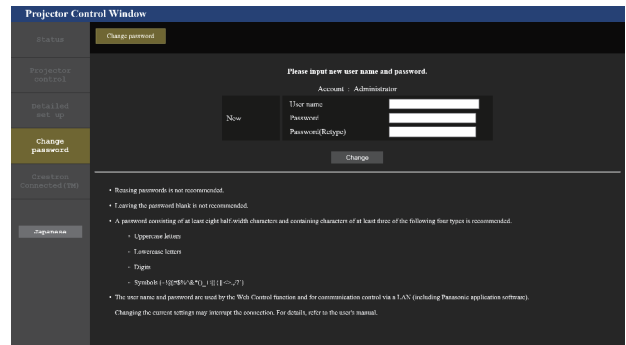 Projector Control Window
Status
Change password
Projector
control
Detailed
set up
Change
password
Crestron
Connected(TM)
Japanese
Please input new user name and password.
Account : Administrator
User name
New
Password
Password(Retype)
Change
• Reusing passwords is not recommended.
• Leaving the password blank is not recommended.
• A password consisting of at least eight half-width characters and containing characters of at least three of the following four types is recommended.
- Uppercase letters
- Lowercase letters
- Digits
- Symbols
• The user name and password are used by the Web Control function and for communication control via a LAN (including Panasonic application software).
Changing the current settings may interrupt the connection. For details, refer to the user's manual.